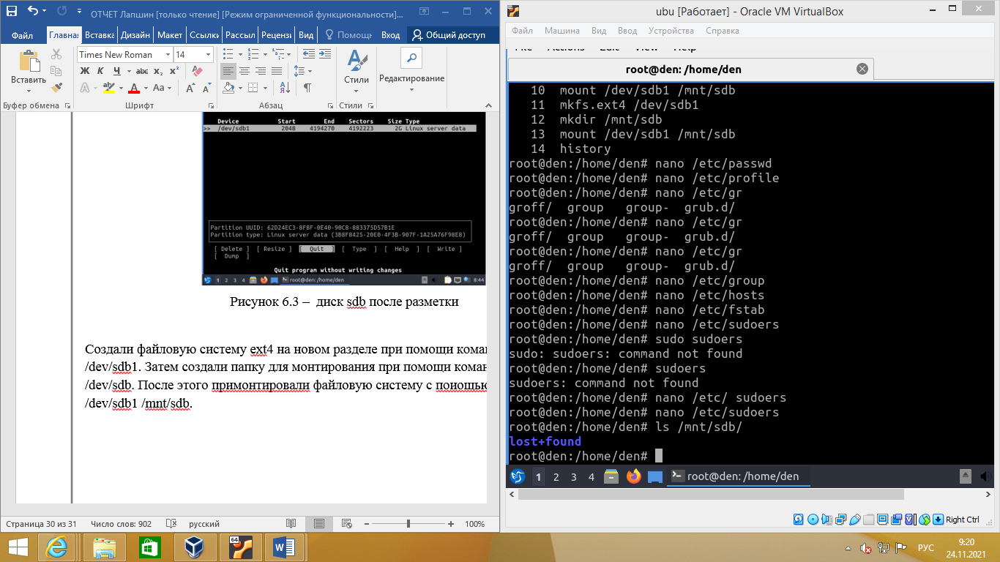 ОТЧЕТ Лапшин [только чтение] [Режим ограниченной функциональности]...
Файл Главная Вставка Дизайн Макет Ссылки Рассыл Рецензи Вид Помощь Вход Общий доступ
Times New Roman 14
Вставить
Ж К Ч abc x₂ x²
А ab А Aa А А
Стили
Редактирование
Буфер обмена Шрифт Абзац Стили
Device Start End Sectors Size Type
>> /dev/sdb1 2048 4194270 4192223 2G Linux server data
Partition UUID: 62D24EC3-8F8F-0E40-90C8-883375D57B1E
Partition type: Linux server data (3B8F8425-20E0-4F3B-907F-1A25A76F98E8)
[ Delete ] [ Resize ] [ Quit ] [ Type ] [ Help ] [ Write ]
[ Dump ]
Quit program without writing changes
1 2 3 4 root@den: /home/den 8:44
Рисунок 6.3 – диск sdb после разметки
Создали файловую систему ext4 на новом разделе при помощи кома
/dev/sdb1. Затем создали папку для монтирования при помощи кома
/dev/sdb. После этого примонтировали файловую систему с поиошью
/dev/sdb1 /mnt/sdb.
Страница 30 из 31 Число слов: 902 русский 100%
ubu [Работает] - Oracle VM VirtualBox
Файл Машина Вид Ввод Устройства Справка
File Actions Edit View Help
root@den: /home/den
10 mount /dev/sdb1 /mnt/sdb
11 mkfs.ext4 /dev/sdb1
12 mkdir /mnt/sdb
13 mount /dev/sdb1 /mnt/sdb
14 history
root@den:/home/den# nano /etc/passwd
root@den:/home/den# nano /etc/profile
root@den:/home/den# nano /etc/gr
groff/ group group- grub.d/
root@den:/home/den# nano /etc/gr
groff/ group group- grub.d/
root@den:/home/den# nano /etc/gr
groff/ group group- grub.d/
root@den:/home/den# nano /etc/group
root@den:/home/den# nano /etc/hosts
root@den:/home/den# nano /etc/fstab
root@den:/home/den# nano /etc/sudoers
root@den:/home/den# sudo sudoers
sudo: sudoers: command not found
root@den:/home/den# sudoers
sudoers: command not found
root@den:/home/den# nano /etc/ sudoers
root@den:/home/den# nano /etc/sudoers
root@den:/home/den# ls /mnt/sdb/
lost+found
root@den:/home/den#
1 2 3 4 root@den: /home/den
Right Ctrl
64
РУС
9:20
24.11.2021